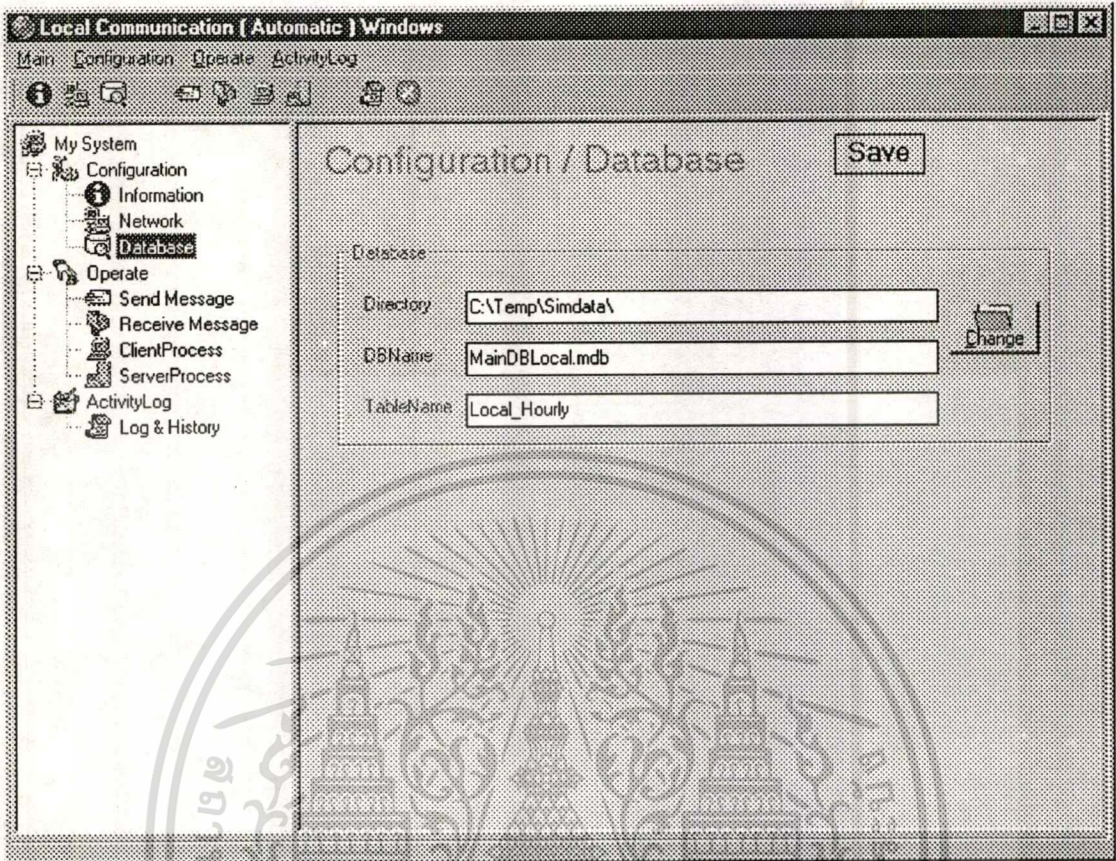 Local Communication ( Automatic ) Windows
Main Configuration Operate ActivityLog
My System
Configuration
Information
Network
Database
Operate
Send Message
Receive Message
ClientProcess
ServerProcess
ActivityLog
Log & History
Configuration / Database
Save
Database
Directory C:\Temp\Simdata\
Change
DBName MainDBLocal.mdb
TableName Local_Hourly